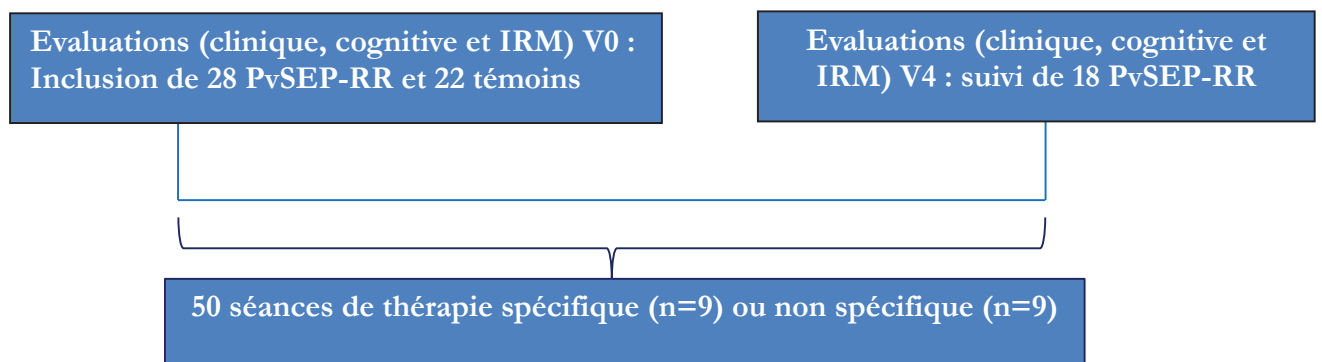 Evaluations (clinique, cognitive et IRM) V0 :
Inclusion de 28 PvSEP-RR et 22 témoins
Evaluations (clinique, cognitive et
IRM) V4 : suivi de 18 PvSEP-RR
50 séances de thérapie spécifique (n=9) ou non spécifique (n=9)